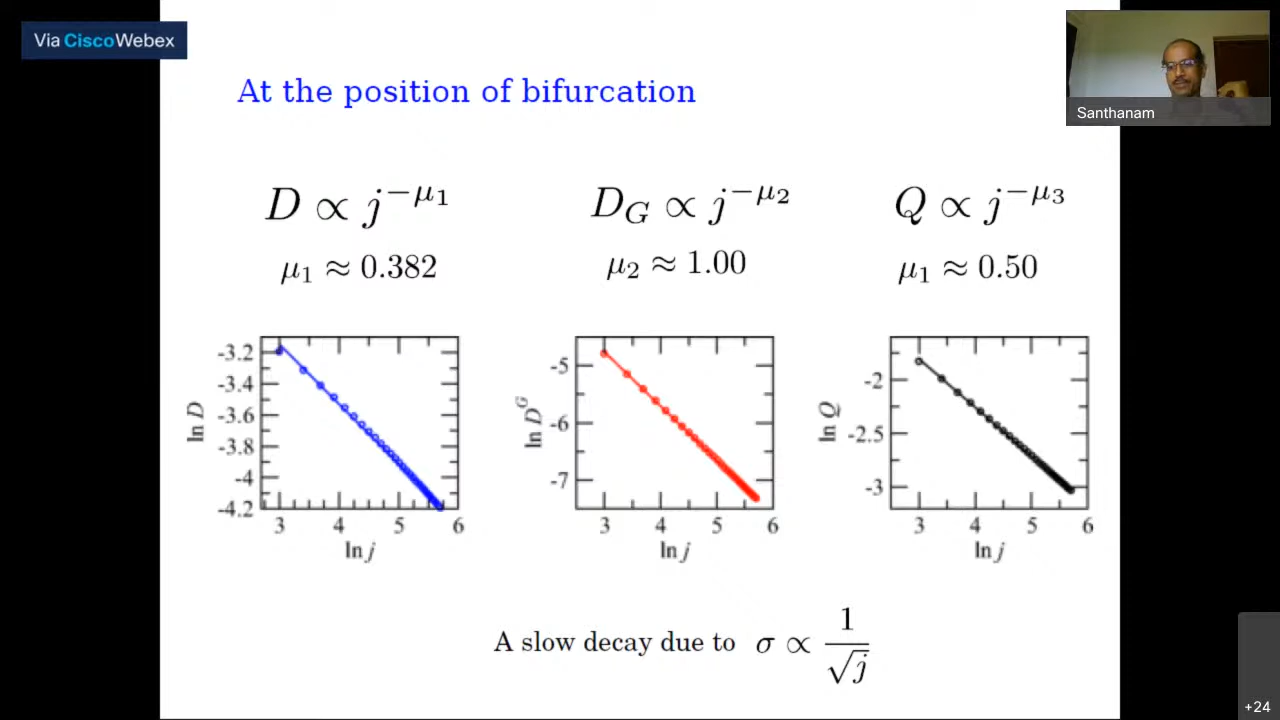 Via Cisco Webex
Santhanam
At the position of bifurcation
D ∝ j^{-μ₁}
μ₁ ≈ 0.382
D_G ∝ j^{-μ₂}
μ₂ ≈ 1.00
Q ∝ j^{-μ₃}
μ₁ ≈ 0.50
ln D
-3.2
-3.4
-3.6
-3.8
-4
-4.2
3 4 5 6
ln j
ln D^G
-5
-6
-7
3 4 5 6
ln j
ln Q
-2
-2.5
-3
3 4 5 6
ln j
A slow decay due to σ ∝ 1/√j
+24